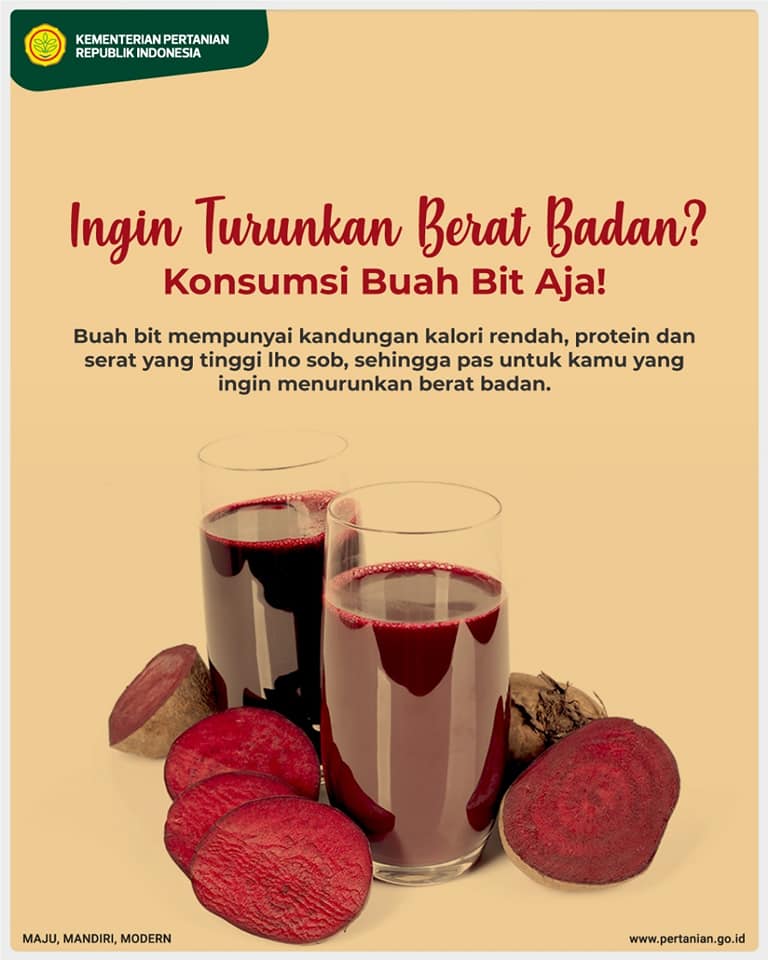 KEMENTERIAN PERTANIAN
REPUBLIK INDONESIA
Ingin Turunkan Berat Badan?
Konsumsi Buah Bit Aja!
Buah bit mempunyai kandungan kalori rendah, protein dan
serat yang tinggi lho sob, sehingga pas untuk kamu yang
ingin menurunkan berat badan.
MAJU, MANDIRI, MODERN
www.pertanian.go.id